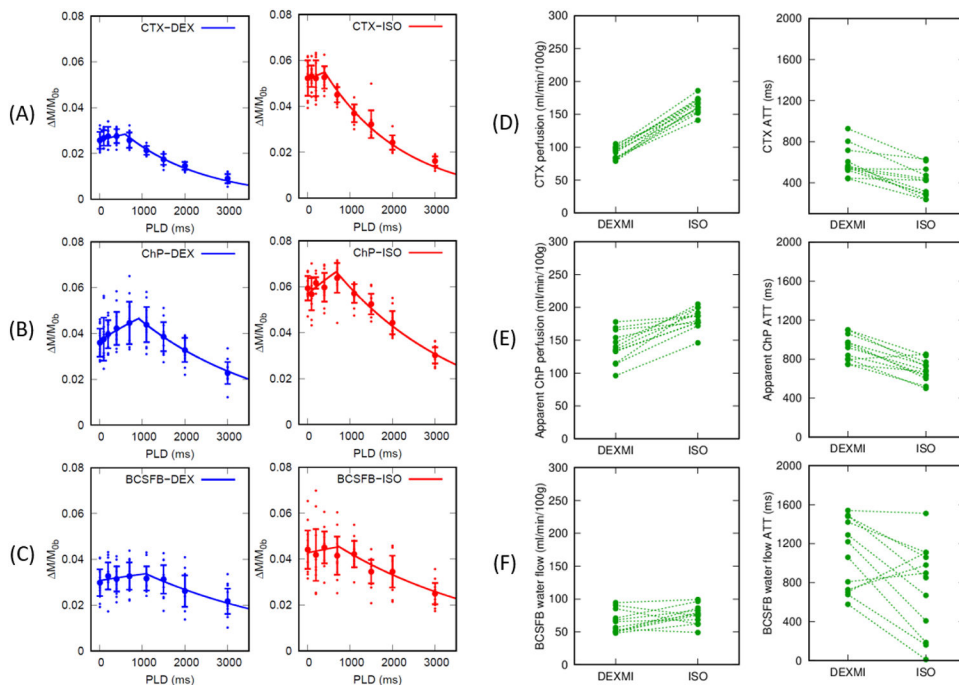 (A)
CTX−DEX
ΔM/M0b
0.08
0.06
0.04
0.02
0
0 1000 2000 3000
PLD (ms)
CTX−ISO
ΔM/M0b
0.08
0.06
0.04
0.02
0
0 1000 2000 3000
PLD (ms)
(B)
ChP−DEX
ΔM/M0b
0.08
0.06
0.04
0.02
0
0 1000 2000 3000
PLD (ms)
ChP−ISO
ΔM/M0b
0.08
0.06
0.04
0.02
0
0 1000 2000 3000
PLD (ms)
(C)
BCSFB−DEX
ΔM/M0b
0.08
0.06
0.04
0.02
0
0 1000 2000 3000
PLD (ms)
BCSFB−ISO
ΔM/M0b
0.08
0.06
0.04
0.02
0
0 1000 2000 3000
PLD (ms)
(D)
CTX perfusion (ml/min/100g)
300
250
200
150
100
50
0
DEXMI ISO
CTX ATT (ms)
2000
1600
1200
800
400
DEXMI ISO
(E)
Apparent ChP perfusion (ml/min/100g)
300
250
200
150
100
50
0
DEXMI ISO
Apparent ChP ATT (ms)
2000
1600
1200
800
400
0
DEXMI ISO
(F)
BCSFB water flow (ml/min/100g)
300
250
200
150
100
50
0
DEXMI ISO
BCSFB water flow ATT (ms)
2000
1600
1200
800
400
0
DEXMI ISO